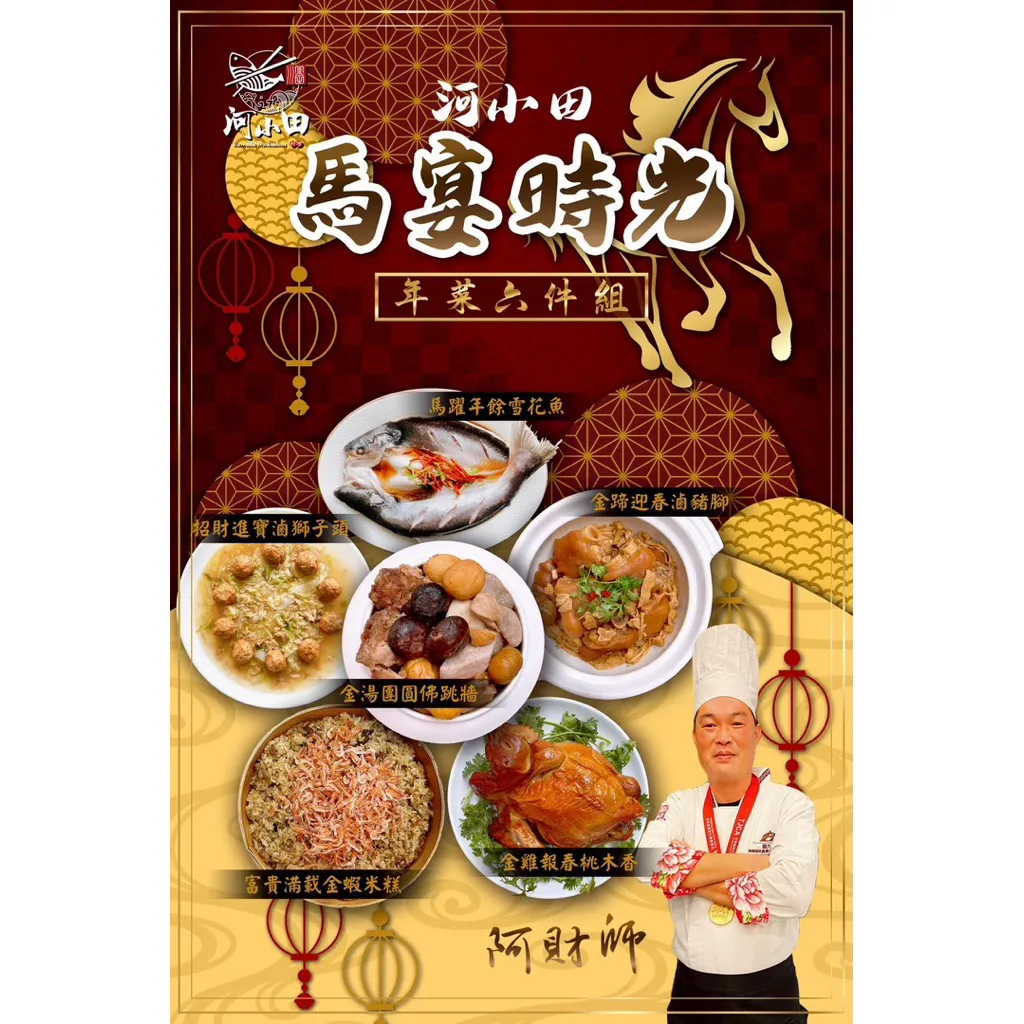 河小田
河小田
馬宴時光
年菜六件組
馬躍年餘雪花魚
金蹄迎春滷豬腳
招財進寶滷獅子頭
金湯團圓佛跳牆
富貴滿載金蝦米糕
金雞報春桃木香
阿財師
TJCA